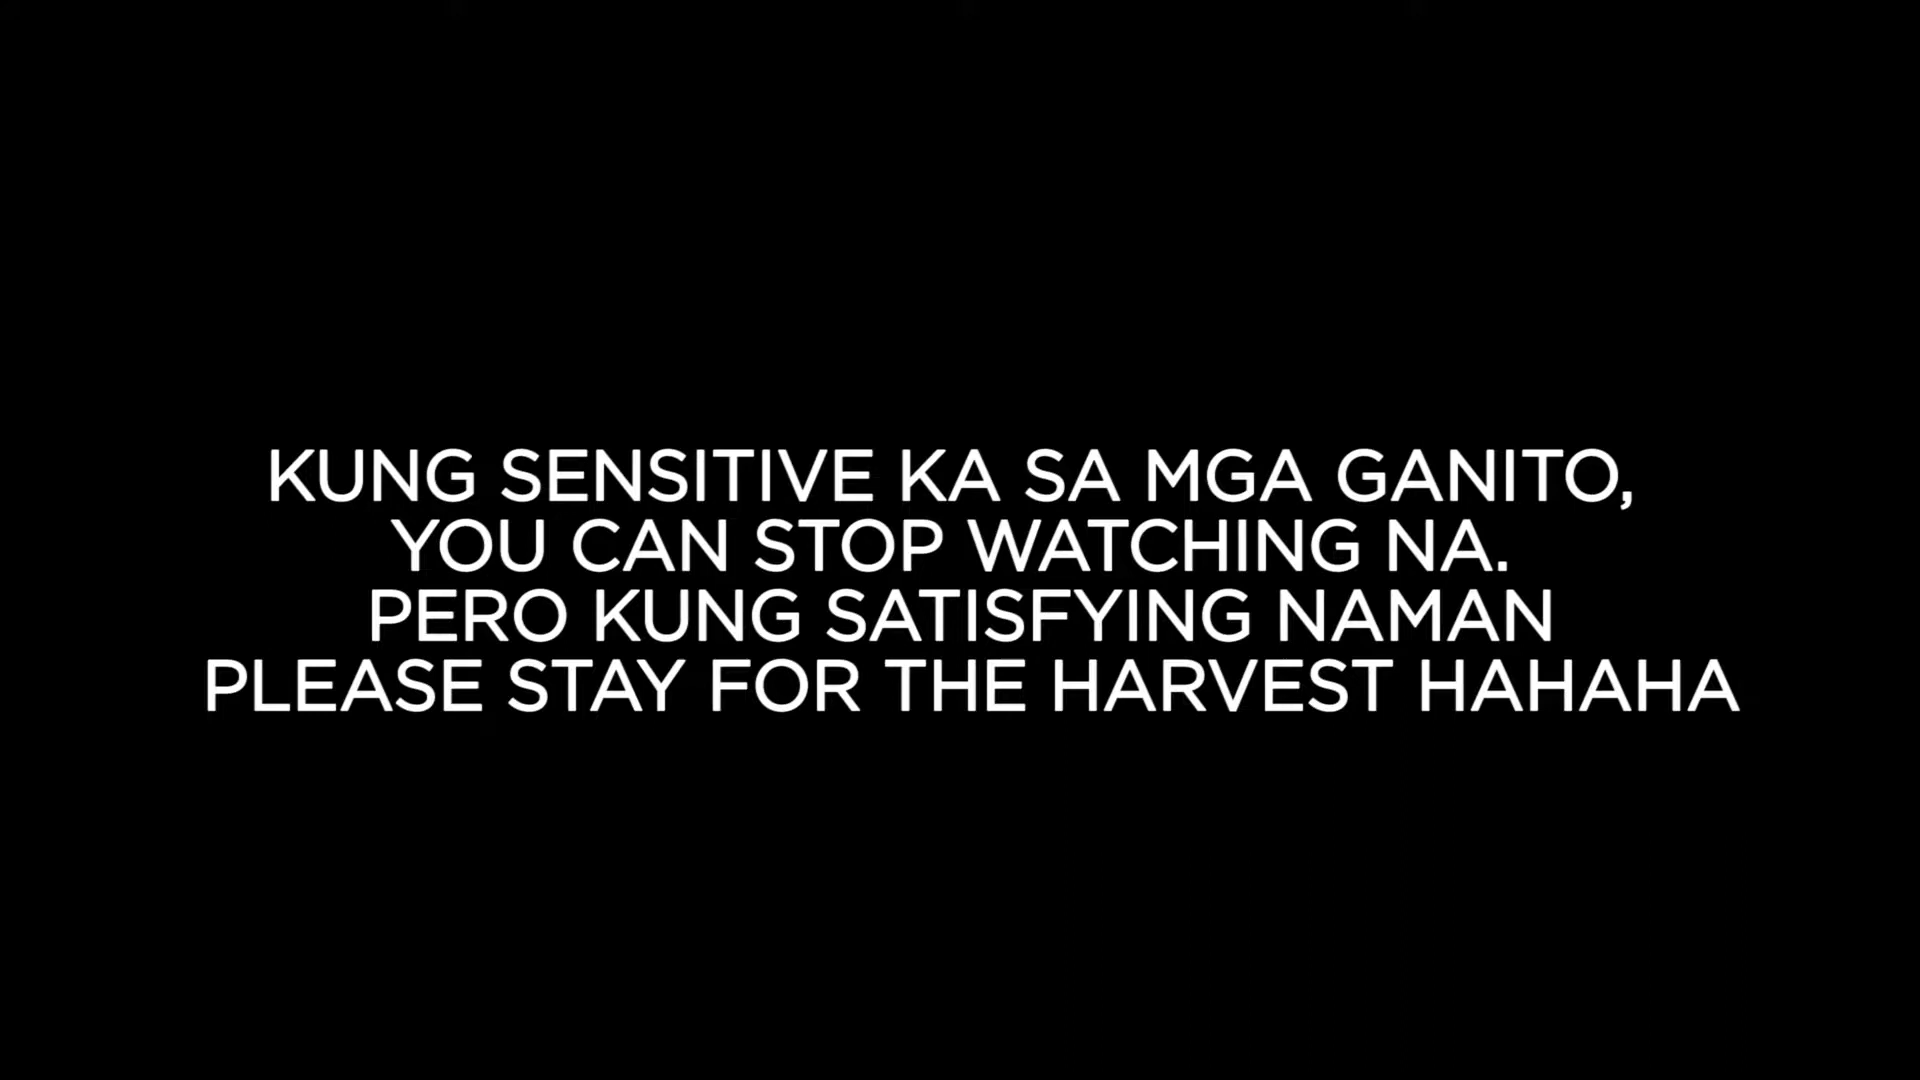 KUNG SENSITIVE KA SA MGA GANITO,
YOU CAN STOP WATCHING NA.
PERO KUNG SATISFYING NAMAN
PLEASE STAY FOR THE HARVEST HAHAHA